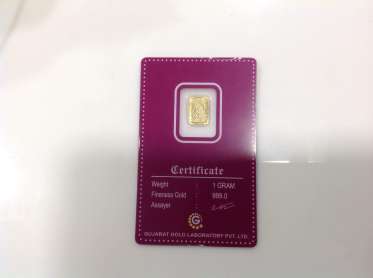 Certificate
Weight : 1 GRAM
Fineness Gold : 999.0
Assayer :
G
GUJARAT GOLD LABORATORY PVT. LTD.